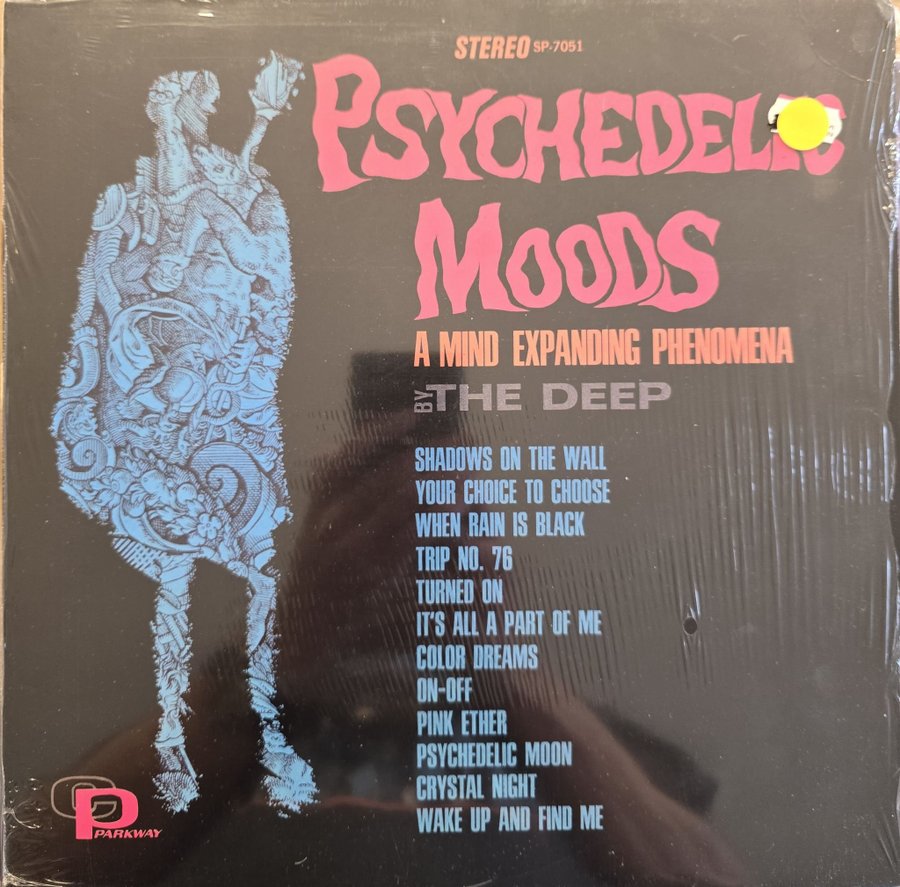 STEREO SP-7051
PSYCHEDELIC
MOODS
A MIND EXPANDING PHENOMENA
BY THE DEEP
SHADOWS ON THE WALL
YOUR CHOICE TO CHOOSE
WHEN RAIN IS BLACK
TRIP NO. 76
TURNED ON
IT'S ALL A PART OF ME
COLOR DREAMS
ON-OFF
PINK ETHER
PSYCHEDELIC MOON
CRYSTAL NIGHT
WAKE UP AND FIND ME
P PARKWAY